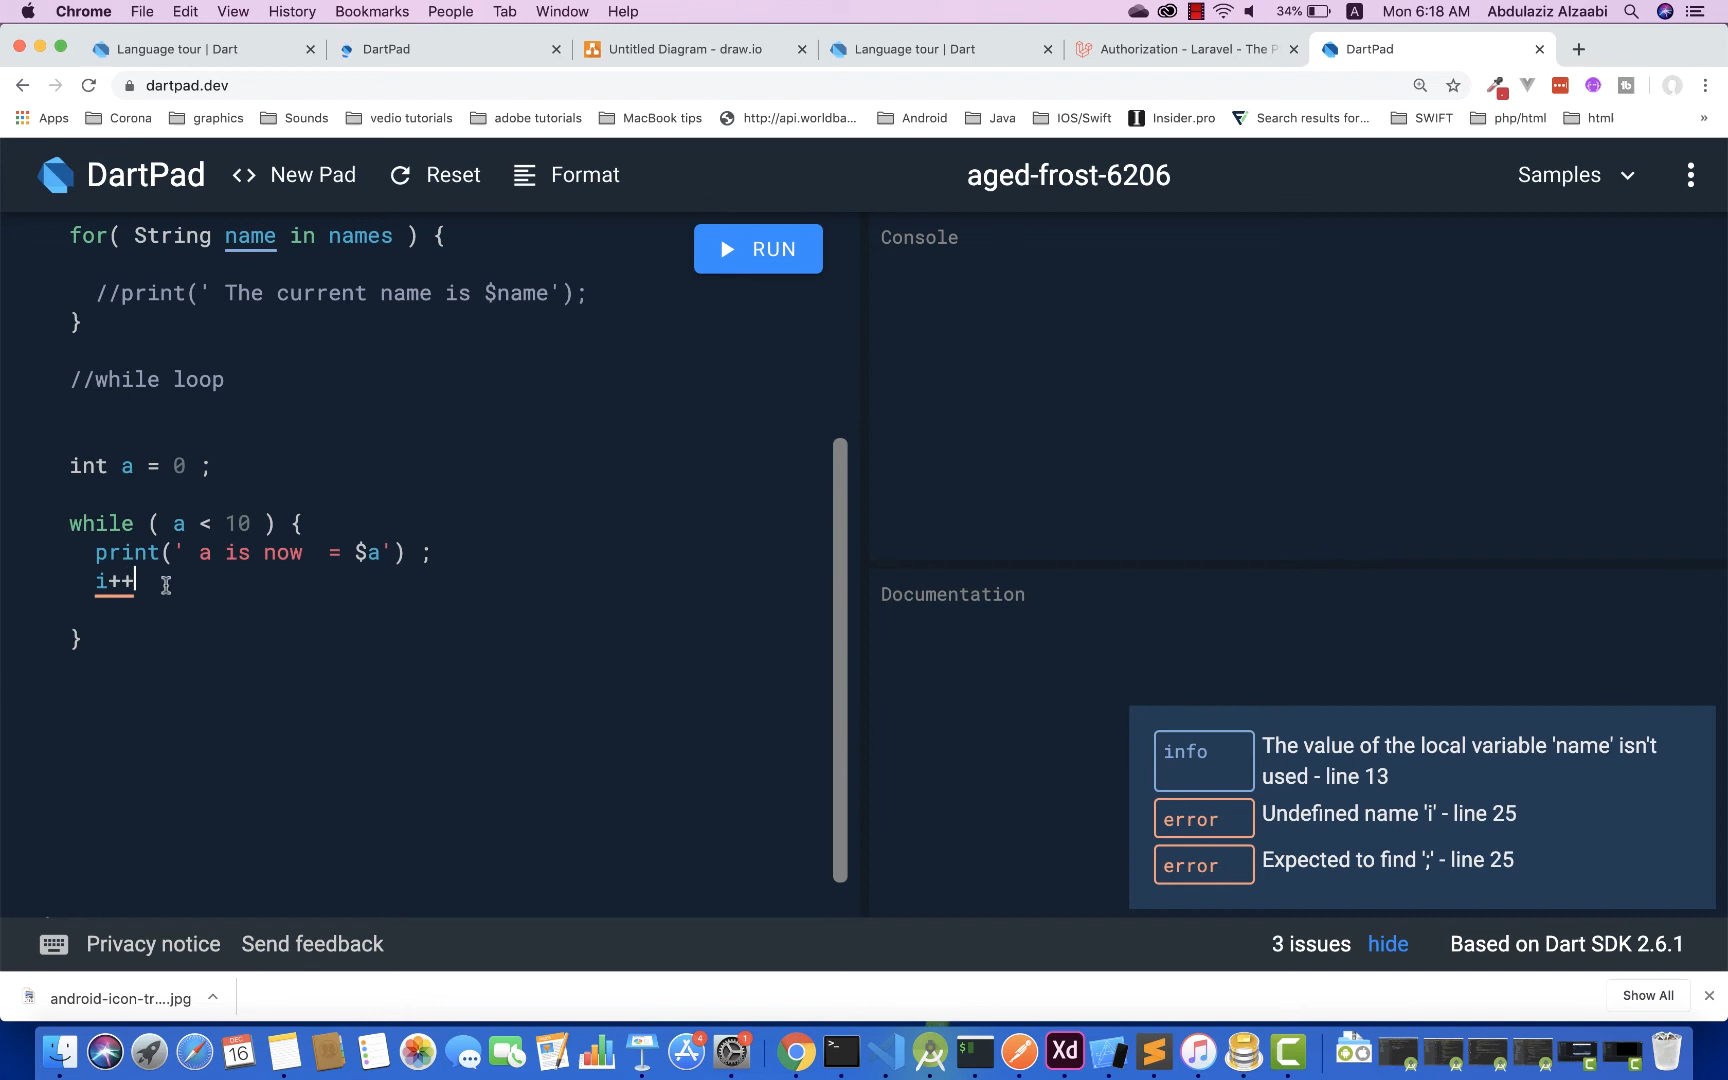 Chrome File Edit View History Bookmarks People Tab Window Help 34% A Mon 6:18 AM Abdulaziz Alzaabi
Language tour | Dart DartPad Untitled Diagram - draw.io Language tour | Dart Authorization - Laravel - The P DartPad
dartpad.dev
Apps Corona graphics Sounds vedio tutorials adobe tutorials MacBook tips http://api.worldba... Android Java IOS/Swift Insider.pro Search results for... SWIFT php/html html »
DartPad <> New Pad Reset Format aged-frost-6206 Samples
for( String name in names ) {
RUN
Console
//print(' The current name is $name');
}
//while loop
int a = 0 ;
while ( a < 10 ) {
print(' a is now  = $a') ;
i++
}
Documentation
info The value of the local variable 'name' isn't
used - line 13
error Undefined name 'i' - line 25
error Expected to find ';' - line 25
Privacy notice Send feedback 3 issues hide Based on Dart SDK 2.6.1
android-icon-tr....jpg Show All
DEC
16
4
1
Xd